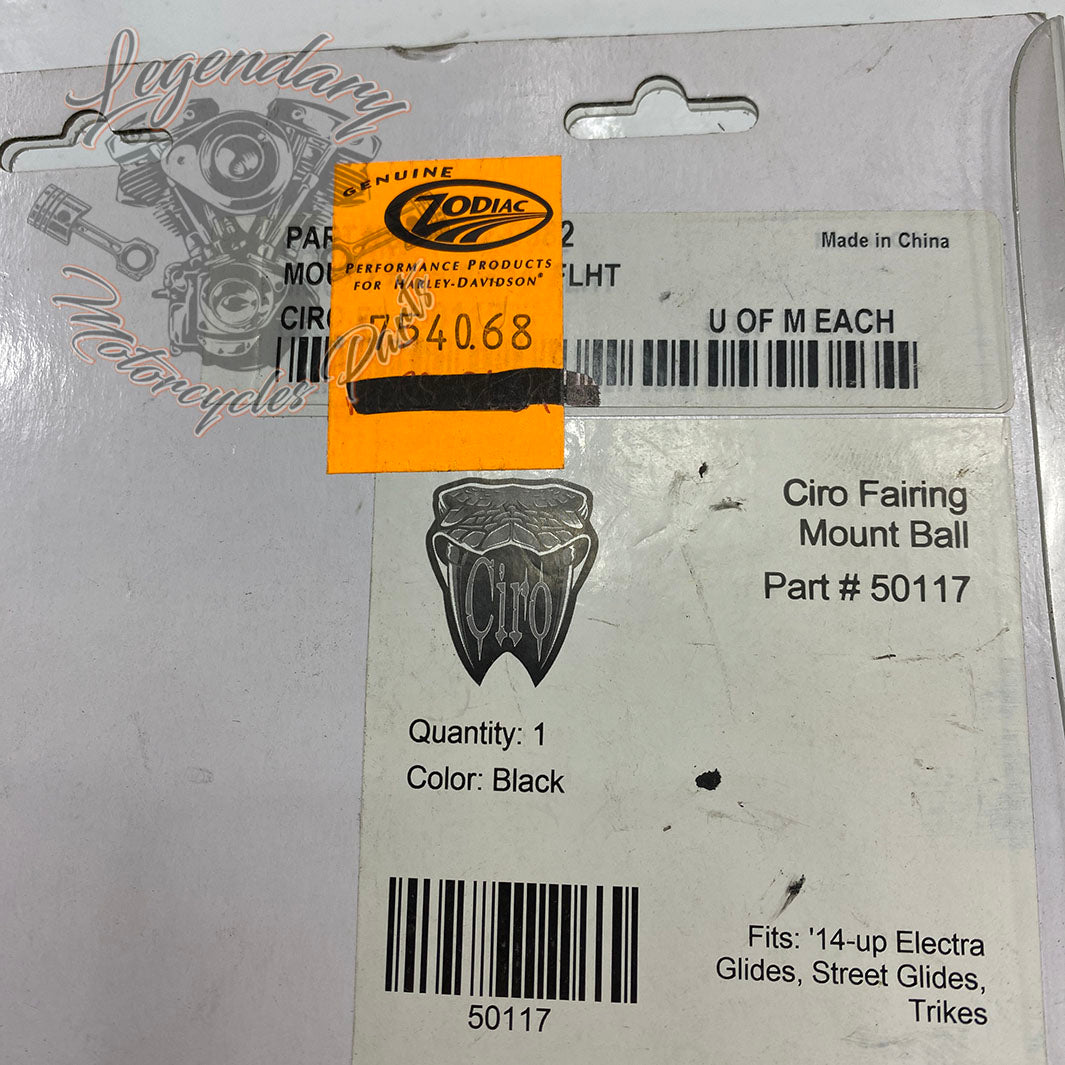 Legendary
Motorcycles Parts
GENUINE
ZODIAC
PERFORMANCE PRODUCTS
FOR HARLEY-DAVIDSON®
754068
PAR 2
Made in China
MOU FLHT
CIRO
U OF M EACH
Ciro Fairing
Mount Ball
Part # 50117
Ciro
Quantity: 1
Color: Black
50117
Fits: '14-up Electra
Glides, Street Glides,
Trikes